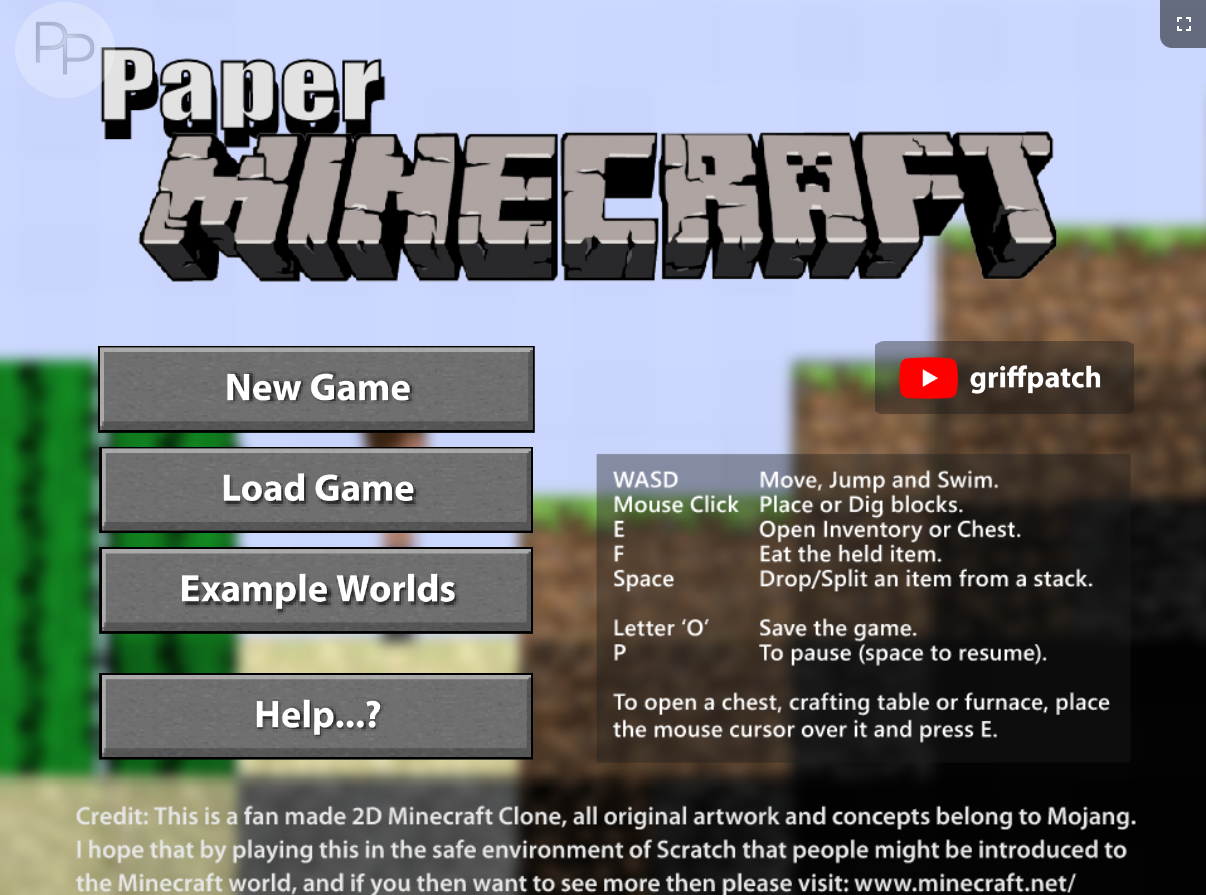 PP
Paper
MINECRAFT
New Game
griffpatch
Load Game
WASD Move, Jump and Swim.
Mouse Click Place or Dig blocks.
E Open Inventory or Chest.
F Eat the held item.
Space Drop/Split an item from a stack.
Example Worlds
Letter ‘O’ Save the game.
P To pause (space to resume).
Help...?
To open a chest, crafting table or furnace, place
the mouse cursor over it and press E.
Credit: This is a fan made 2D Minecraft Clone, all original artwork and concepts belong to Mojang.
I hope that by playing this in the safe environment of Scratch that people might be introduced to
the Minecraft world, and if you then want to see more then please visit: www.minecraft.net/